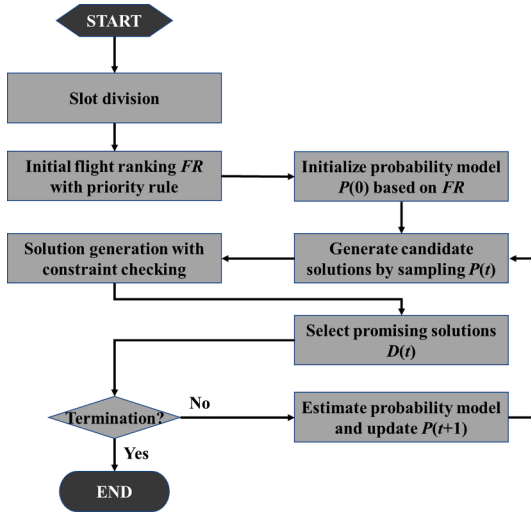 START
Slot division
Initial flight ranking FR
with priority rule
Initialize probability model
P(0) based on FR
Generate candidate
solutions by sampling P(t)
Solution generation with
constraint checking
Select promising solutions
D(t)
Termination?
No
Estimate probability model
and update P(t+1)
Yes
END